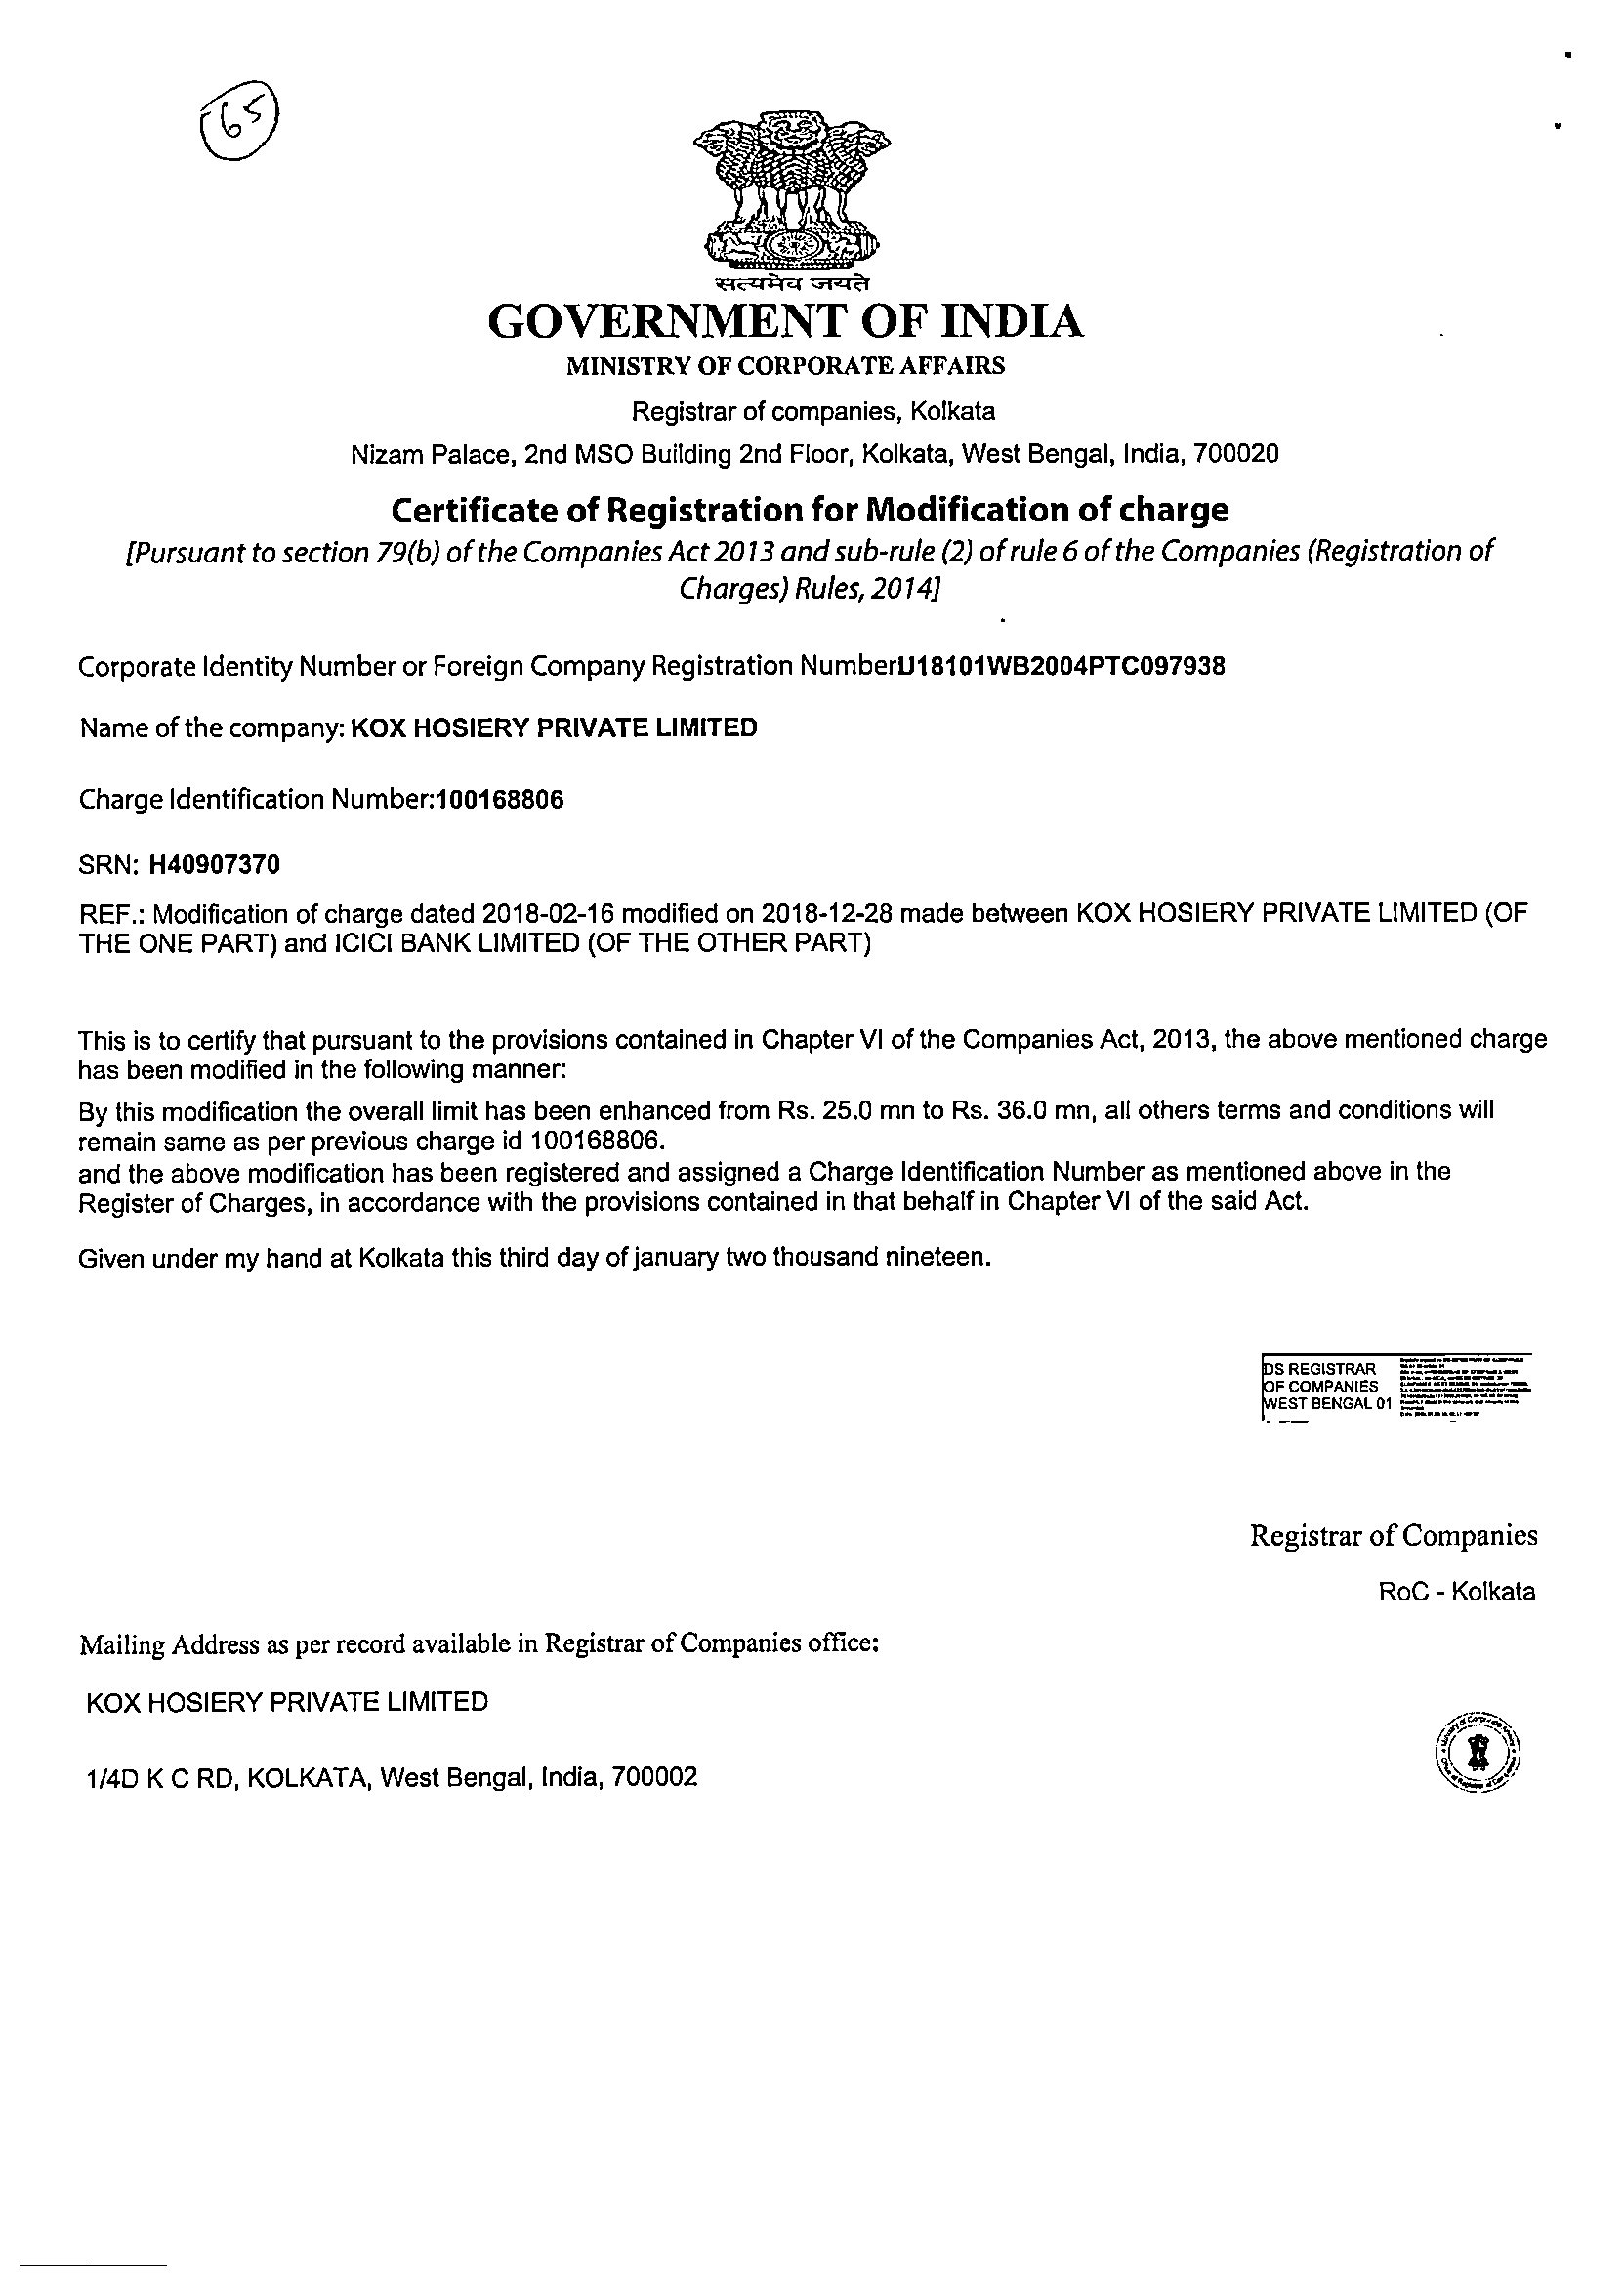 65
सत्यमेव जयते
GOVERNMENT OF INDIA
MINISTRY OF CORPORATE AFFAIRS
Registrar of companies, Kolkata
Nizam Palace, 2nd MSO Building 2nd Floor, Kolkata, West Bengal, India, 700020
Certificate of Registration for Modification of charge
[Pursuant to section 79(b) of the Companies Act 2013 and sub-rule (2) of rule 6 of the Companies (Registration of
Charges) Rules, 2014]
Corporate Identity Number or Foreign Company Registration NumberU18101WB2004PTC097938
Name of the company: KOX HOSIERY PRIVATE LIMITED
Charge Identification Number:100168806
SRN: H40907370
REF.: Modification of charge dated 2018-02-16 modified on 2018-12-28 made between KOX HOSIERY PRIVATE LIMITED (OF
THE ONE PART) and ICICI BANK LIMITED (OF THE OTHER PART)
This is to certify that pursuant to the provisions contained in Chapter VI of the Companies Act, 2013, the above mentioned charge
has been modified in the following manner:
By this modification the overall limit has been enhanced from Rs. 25.0 mn to Rs. 36.0 mn, all others terms and conditions will
remain same as per previous charge id 100168806.
and the above modification has been registered and assigned a Charge Identification Number as mentioned above in the
Register of Charges, in accordance with the provisions contained in that behalf in Chapter VI of the said Act.
Given under my hand at Kolkata this third day of january two thousand nineteen.
DS REGISTRAR
OF COMPANIES
WEST BENGAL 01
Registrar of Companies
RoC - Kolkata
Mailing Address as per record available in Registrar of Companies office:
KOX HOSIERY PRIVATE LIMITED
1/4D K C RD, KOLKATA, West Bengal, India, 700002